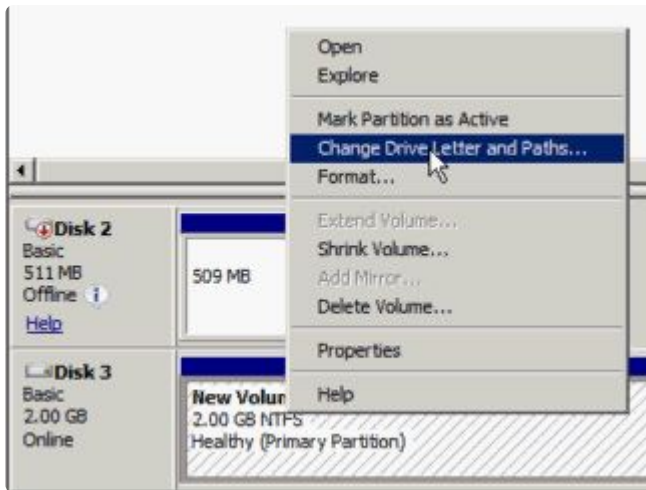 Open
Explore
Mark Partition as Active
Change Drive Letter and Paths...
Format...
Extend Volume...
Shrink Volume...
Add Mirror...
Delete Volume...
Properties
Help
Disk 2
Basic
511 MB
Offline
Help
509 MB
Disk 3
Basic
2.00 GB
Online
New Volum
2.00 GB NTFS
Healthy (Primary Partition)